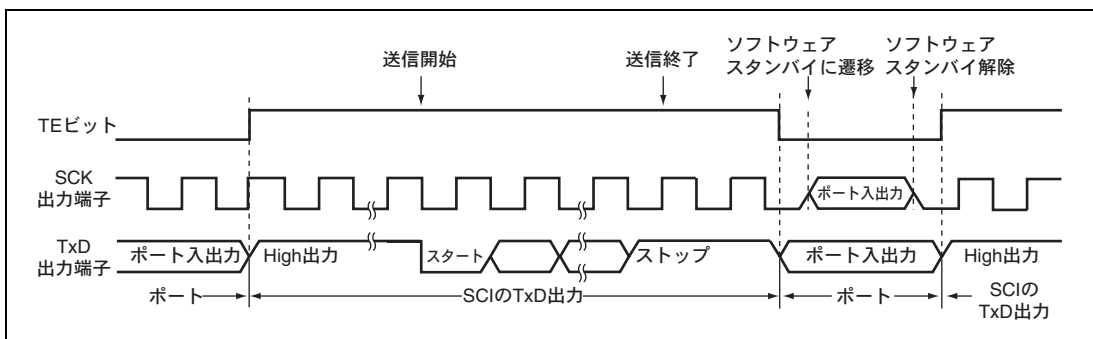 送信開始
送信終了
ソフトウェア
スタンバイに遷移
ソフトウェア
スタンバイ解除
TEビット
SCK
出力端子
ポート入出力
TxD
出力端子
ポート入出力
High出力
スタート
ストップ
ポート入出力
High出力
ポート
SCIのTxD出力
ポート
SCIの
TxD出力